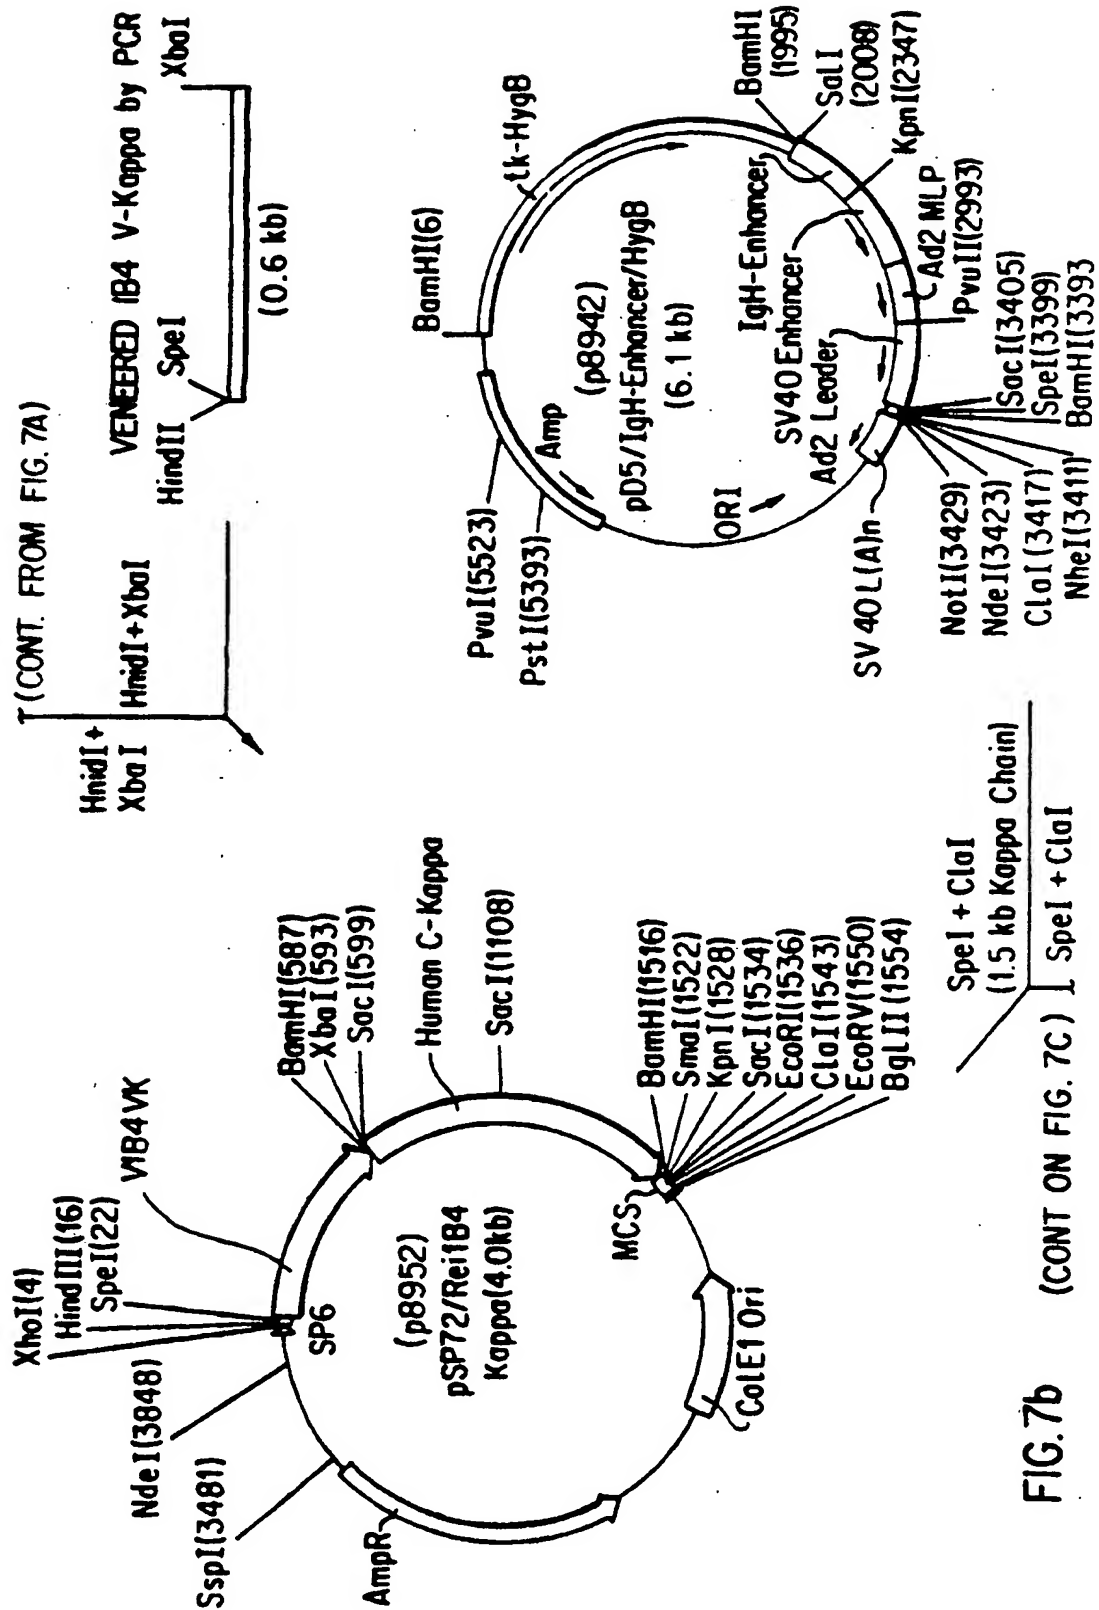 (CONT. FROM FIG. 7A)
HnidI+
XbaI
HnidI+XbaI
VENEERED 1B4 V-Kappa by PCR
HindII
SpeI
XbaI
(0.6 kb)
XhoI(4)
HindIII(16)
SpeI(22)
V1B4VK
NdeI(3848)
SspI(3481)
SP6
AmpR
BamHI(587)
XbaI(593)
SacI(599)
Human C-Kappa
SacI(1108)
(p8952)
pSP72/Rei1B4
Kappa(4.0kb)
MCS
ColE1 Ori
BamHI(1516)
SmaI(1522)
KpnI(1528)
SacI(1534)
EcoRI(1536)
ClaI(1543)
EcoRV(1550)
BglII(1554)
BamHI(6)
tk-HygB
PvuI(5523)
PstI(5393)
Amp
(p8942)
pD5/IgH-Enhancer/HygB
(6.1 kb)
ORI
IgH-Enhancer
SV40 Enhancer
Ad2 Leader
BamHI
(1995)
SalI
(2008)
KpnI(2347)
Ad2 MLP
PvuII(2993)
SV40 L(A)n
SacI(3405)
SpeI(3399)
BamHI(3393
NotI(3429)
NdeI(3423)
ClaI(3417)
NheI(3411)
SpeI + ClaI
(1.5 kb Kappa Chain)
SpeI + ClaI
(CONT ON FIG. 7C)
FIG. 7b